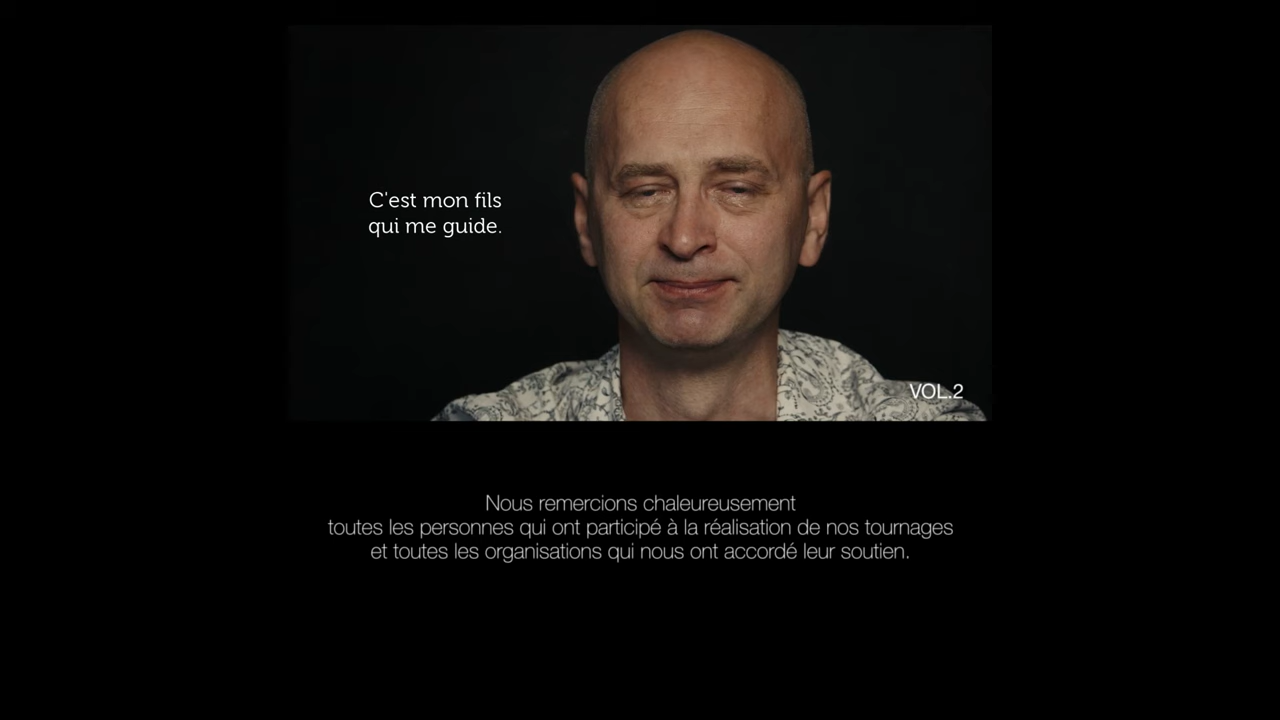 C'est mon fils
qui me guide.
VOL.2
Nous remercions chaleureusement
toutes les personnes qui ont participé à la réalisation de nos tournages
et toutes les organisations qui nous ont accordé leur soutien.